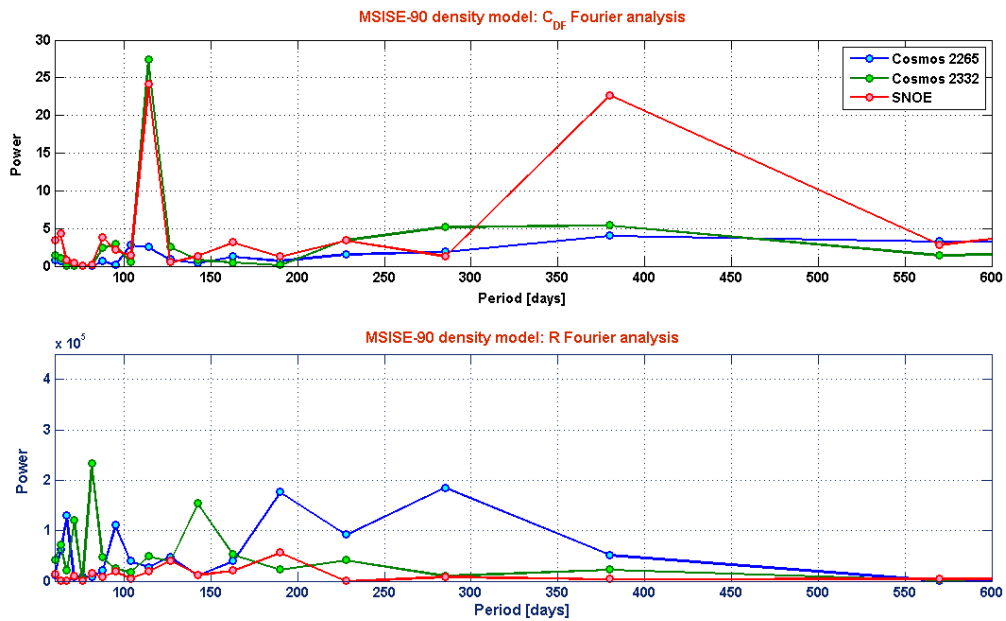 MSISE-90 density model: C_DF Fourier analysis
30
25
20
15
10
5
0
Power
100 150 200 250 300 350 400 450 500 550 600
Period [days]
Cosmos 2265
Cosmos 2332
SNOE
MSISE-90 density model: R Fourier analysis
x 10^5
4
3
2
1
0
Power
100 150 200 250 300 350 400 450 500 550 600
Period [days]